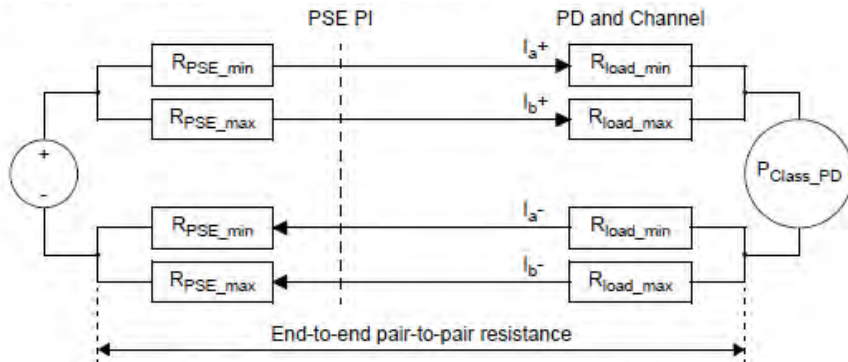 PSE PI PD and Channel
R_PSE_min I_a+ R_load_min
R_PSE_max I_b+ R_load_max
+
-
P_Class_PD
R_PSE_min I_a- R_load_min
R_PSE_max I_b- R_load_max
End-to-end pair-to-pair resistance